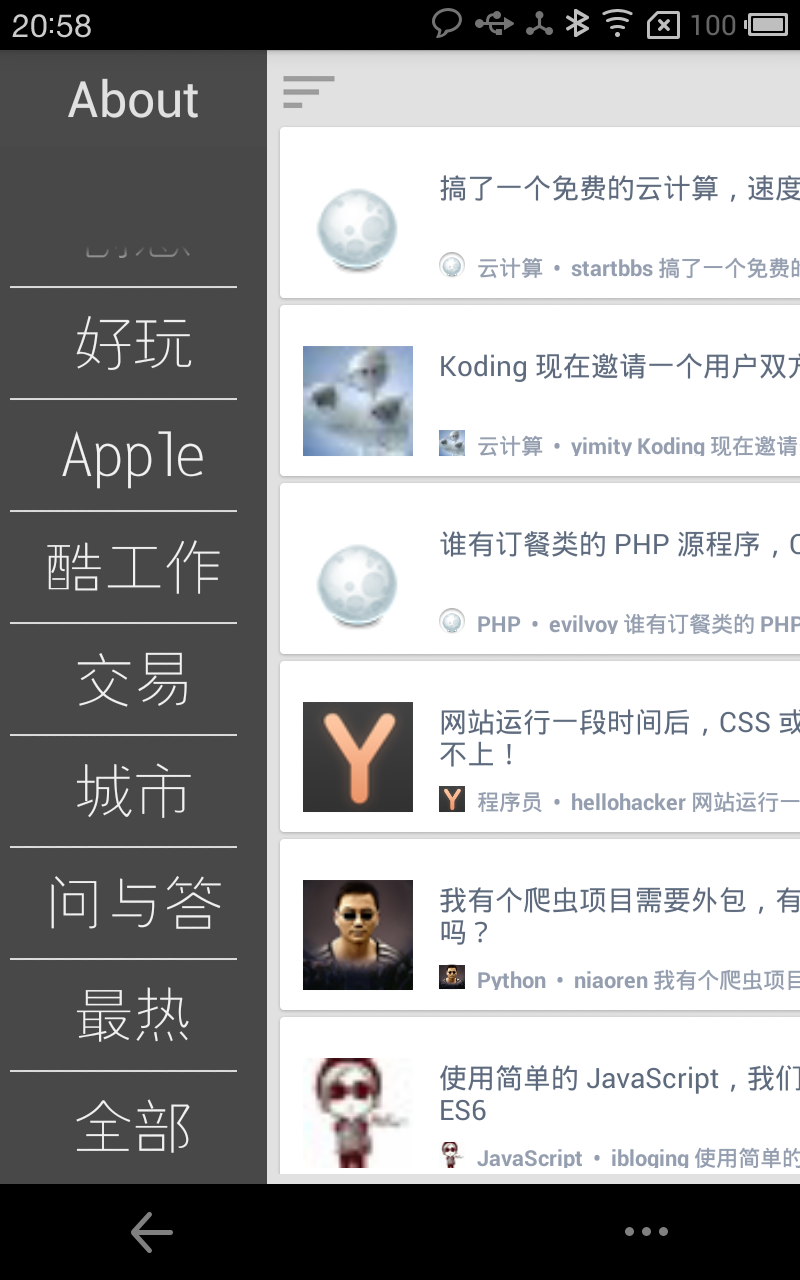 20:58
100
About
好玩
Apple
酷工作
交易
城市
问与答
最热
全部
搞了一个免费的云计算，速度
云计算 • startbbs 搞了一个免费的
Koding 现在邀请一个用户双方
云计算 • yimity Koding 现在邀请
谁有订餐类的 PHP 源程序，
PHP • evilvoy 谁有订餐类的 PHP
网站运行一段时间后，CSS 或
不上！
程序员 • hellohacker 网站运行一
我有个爬虫项目需要外包，有
吗？
Python • niaoren 我有个爬虫项目
使用简单的 JavaScript，我们
ES6
JavaScript • ibloging 使用简单的